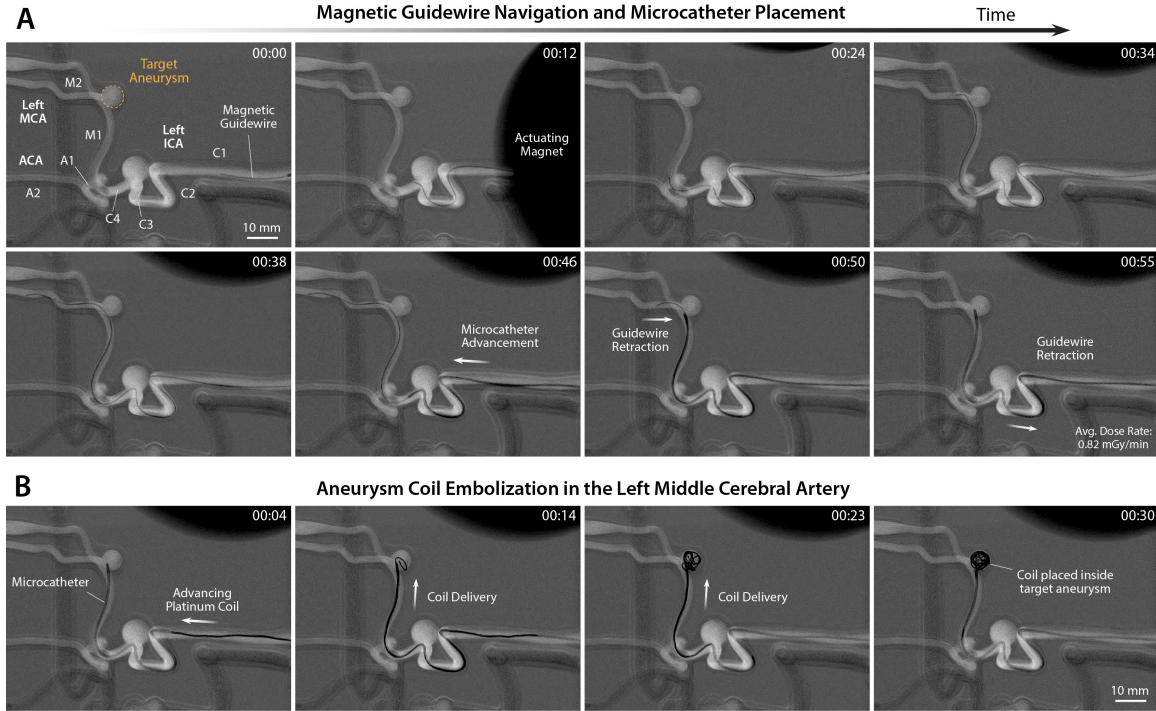 A
Magnetic Guidewire Navigation and Microcatheter Placement
Time
00:00
Target
Aneurysm
M2
Left
MCA
Magnetic
Guidewire
M1
Left
ICA
C1
ACA
A1
A2
C2
C4
C3
10 mm
00:12
Actuating
Magnet
00:24
00:34
00:38
00:46
Microcatheter
Advancement
00:50
Guidewire
Retraction
00:55
Guidewire
Retraction
Avg. Dose Rate:
0.82 mGy/min
B
Aneurysm Coil Embolization in the Left Middle Cerebral Artery
00:04
Microcatheter
Advancing
Platinum Coil
00:14
Coil Delivery
00:23
Coil Delivery
00:30
Coil placed inside
target aneurysm
10 mm